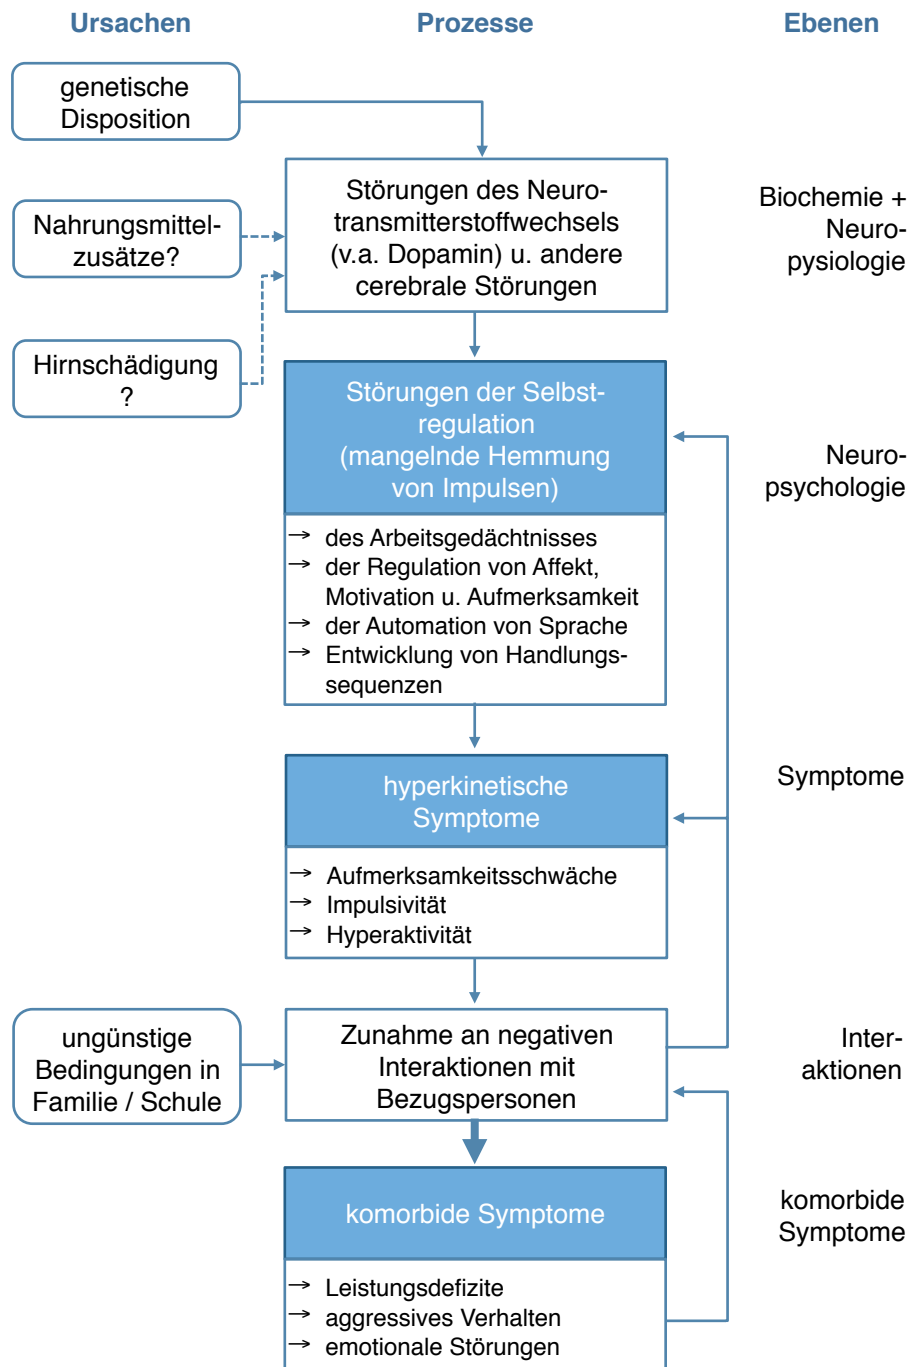 Ursachen
Prozesse
Ebenen
genetische
Disposition
Störungen des Neuro-
transmitterstoffwechsels
(v.a. Dopamin) u. andere
cerebrale Störungen
Biochemie +
Neuro-
pysiologie
Nahrungsmittel-
zusätze?
Hirnschädigung
?
Störungen der Selbst-
regulation
(mangelnde Hemmung
von Impulsen)
Neuro-
psychologie
→ des Arbeitsgedächtnisses
→ der Regulation von Affekt,
Motivation u. Aufmerksamkeit
→ der Automation von Sprache
→ Entwicklung von Handlungs-
sequenzen
hyperkinetische
Symptome
Symptome
→ Aufmerksamkeitsschwäche
→ Impulsivität
→ Hyperaktivität
ungünstige
Bedingungen in
Familie / Schule
Zunahme an negativen
Interaktionen mit
Bezugspersonen
Inter-
aktionen
komorbide Symptome
komorbide
Symptome
→ Leistungsdefizite
→ aggressives Verhalten
→ emotionale Störungen